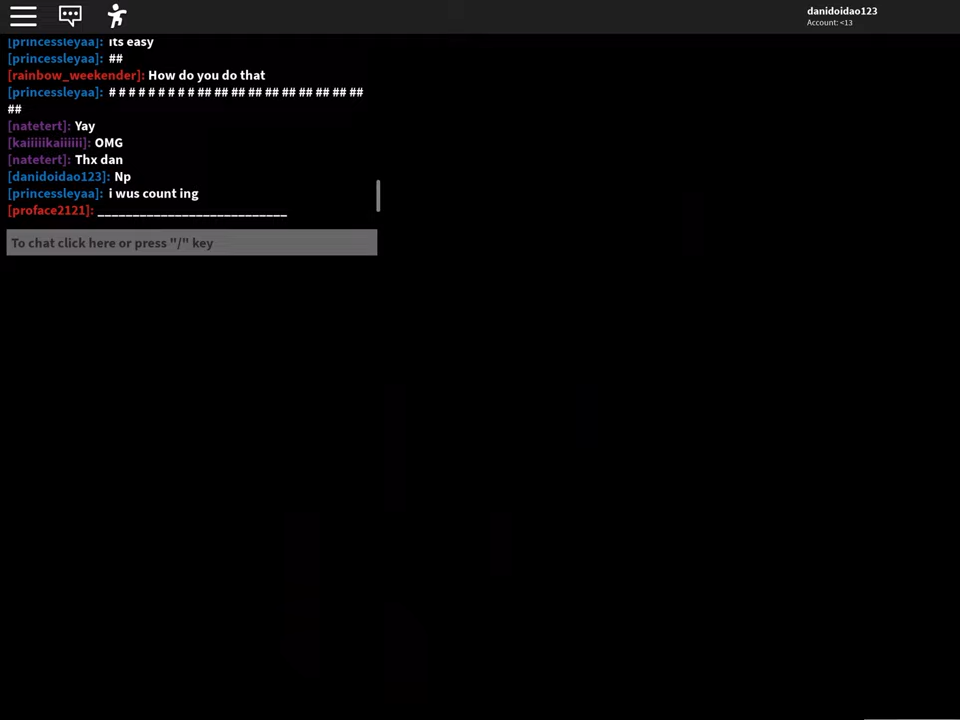 danidoidao123
Account: <13
[princessleyaa]: its easy
[princessleyaa]: ##
[rainbow_weekender]: How do you do that
[princessleyaa]: # # # # # # # # # ## ## ## ## ## ## ## ## ## ##
##
[natetert]: Yay
[kaiiiiikaiiiiii]: OMG
[natetert]: Thx dan
[danidoidao123]: Np
[princessleyaa]: i wus count ing
[proface2121]: ___________________________
To chat click here or press "/" key